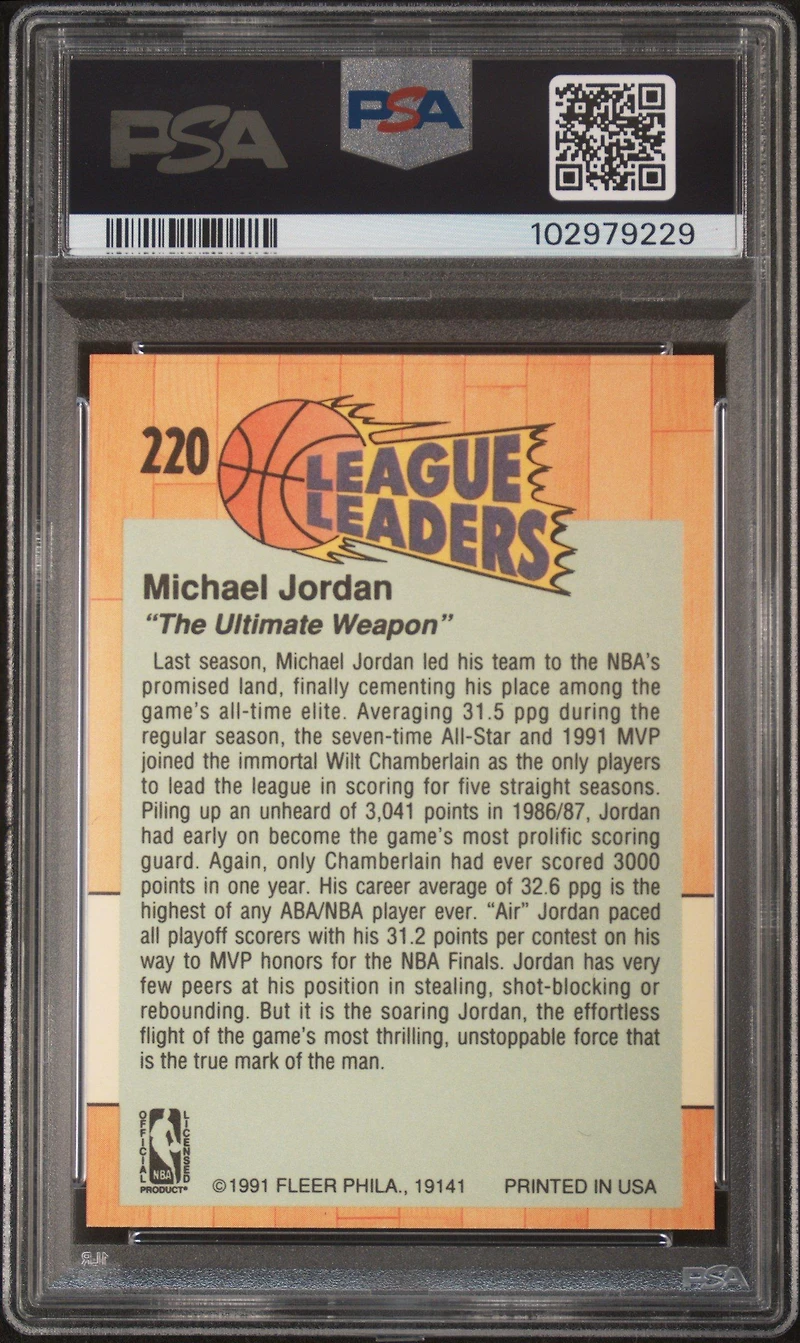 PSA
PSA
102979229
220
LEAGUE
LEADERS
Michael Jordan
“The Ultimate Weapon”
Last season, Michael Jordan led his team to the NBA’s
promised land, finally cementing his place among the
game’s all-time elite. Averaging 31.5 ppg during the
regular season, the seven-time All-Star and 1991 MVP
joined the immortal Wilt Chamberlain as the only players
to lead the league in scoring for five straight seasons.
Piling up an unheard of 3,041 points in 1986/87, Jordan
had early on become the game’s most prolific scoring
guard. Again, only Chamberlain had ever scored 3000
points in one year. His career average of 32.6 ppg is the
highest of any ABA/NBA player ever. “Air” Jordan paced
all playoff scorers with his 31.2 points per contest on his
way to MVP honors for the NBA Finals. Jordan has very
few peers at his position in stealing, shot-blocking or
rebounding. But it is the soaring Jordan, the effortless
flight of the game’s most thrilling, unstoppable force that
is the true mark of the man.
OFFICIAL
LICENSED
NBA
PRODUCT
©1991 FLEER PHILA., 19141 PRINTED IN USA
PSA